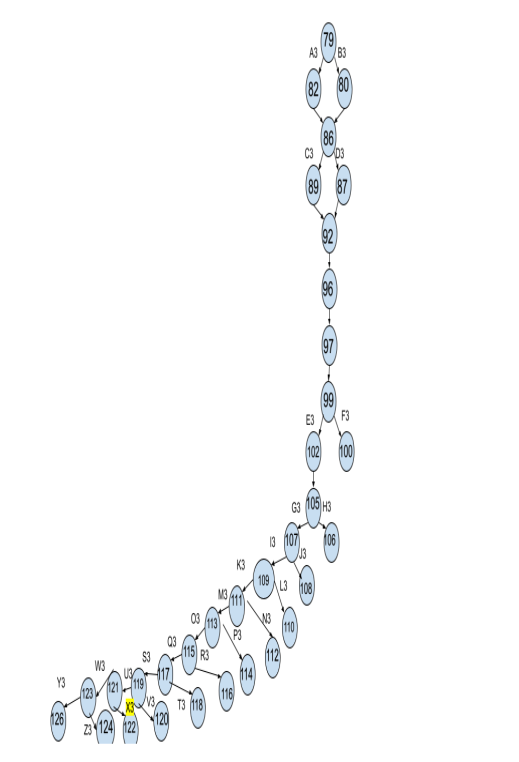 79
A3 B3
82 80
86
C3 D3
89 87
92
96
97
99
E3 F3
102 100
105
G3 H3
107 106
I3 J3
109 108
K3 L3
111 110
M3 N3
113 112
O3 P3
115 114
Q3 R3
117 116
S3 T3
119 118
U3 V3
121 120
W3 X3
123 122
Y3 Z3
126 124